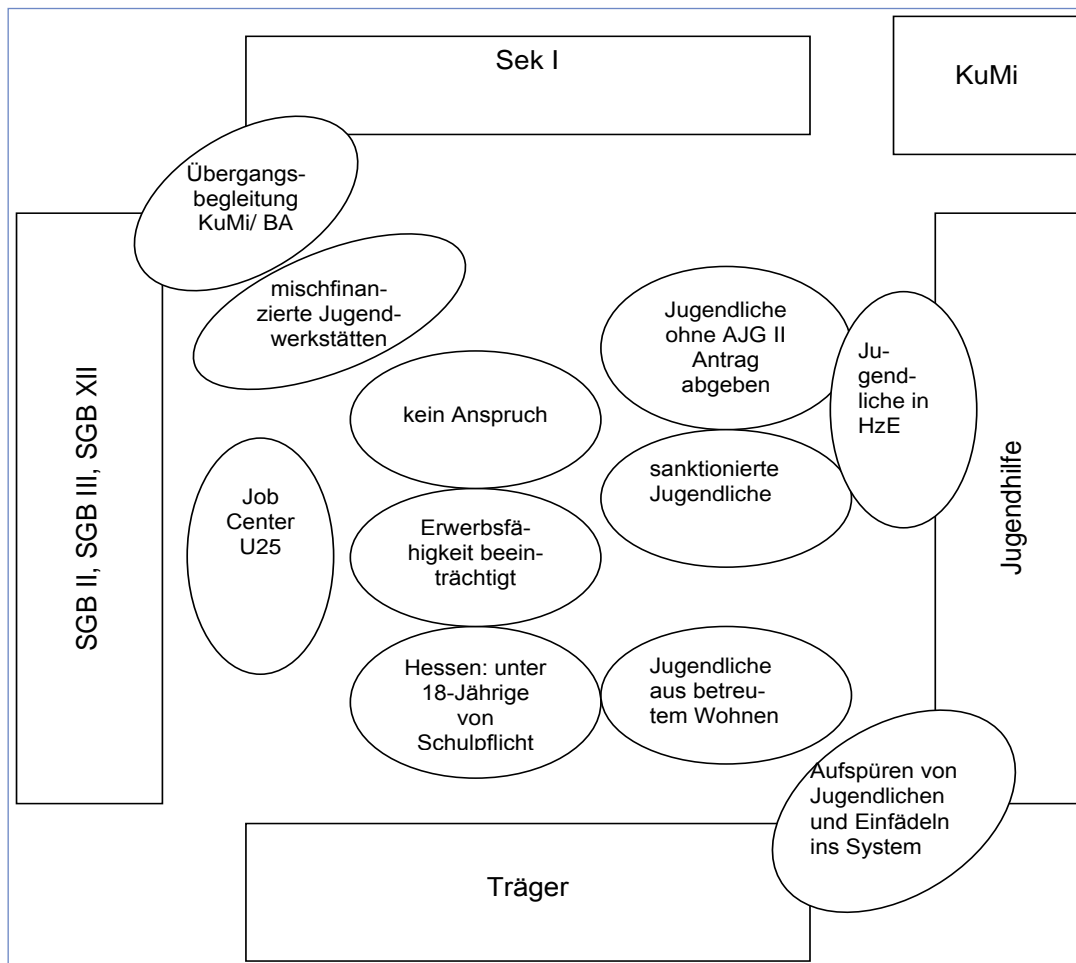 Sek I
KuMi
Übergangs-
begleitung
KuMi/ BA
mischfinan-
zierte Jugend-
werkstätten
Jugendliche
ohne AJG II
Antrag
abgeben
Ju-
gend-
liche in
HzE
kein Anspruch
sanktionierte
Jugendliche
SGB II, SGB III, SGB XII
Job
Center
U25
Erwerbsfä-
higkeit beein-
trächtigt
Jugendhilfe
Hessen: unter
18-Jährige
von
Schulpflicht
Jugendliche
aus betreu-
tem Wohnen
Aufspüren von
Jugendlichen
und Einfädeln
ins System
Träger